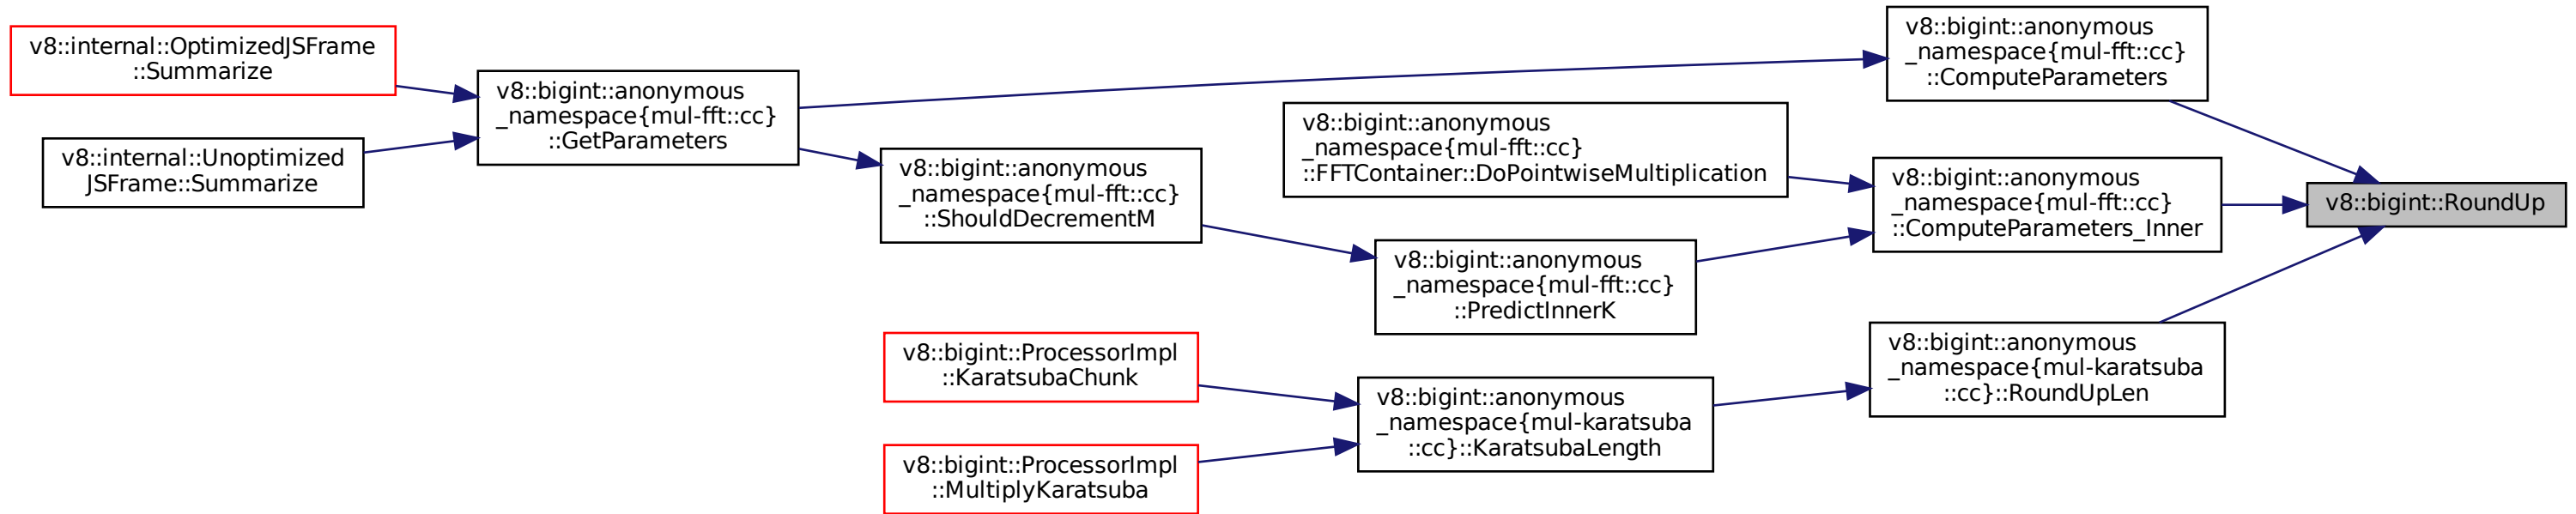 v8::internal::OptimizedJSFrame
::Summarize
v8::internal::Unoptimized
JSFrame::Summarize
v8::bigint::anonymous
_namespace{mul-fft::cc}
::GetParameters
v8::bigint::anonymous
_namespace{mul-fft::cc}
::ShouldDecrementM
v8::bigint::ProcessorImpl
::KaratsubaChunk
v8::bigint::ProcessorImpl
::MultiplyKaratsuba
v8::bigint::anonymous
_namespace{mul-fft::cc}
::FFTContainer::DoPointwiseMultiplication
v8::bigint::anonymous
_namespace{mul-fft::cc}
::PredictInnerK
v8::bigint::anonymous
_namespace{mul-karatsuba
::cc}::KaratsubaLength
v8::bigint::anonymous
_namespace{mul-fft::cc}
::ComputeParameters
v8::bigint::anonymous
_namespace{mul-fft::cc}
::ComputeParameters_Inner
v8::bigint::anonymous
_namespace{mul-karatsuba
::cc}::RoundUpLen
v8::bigint::RoundUp